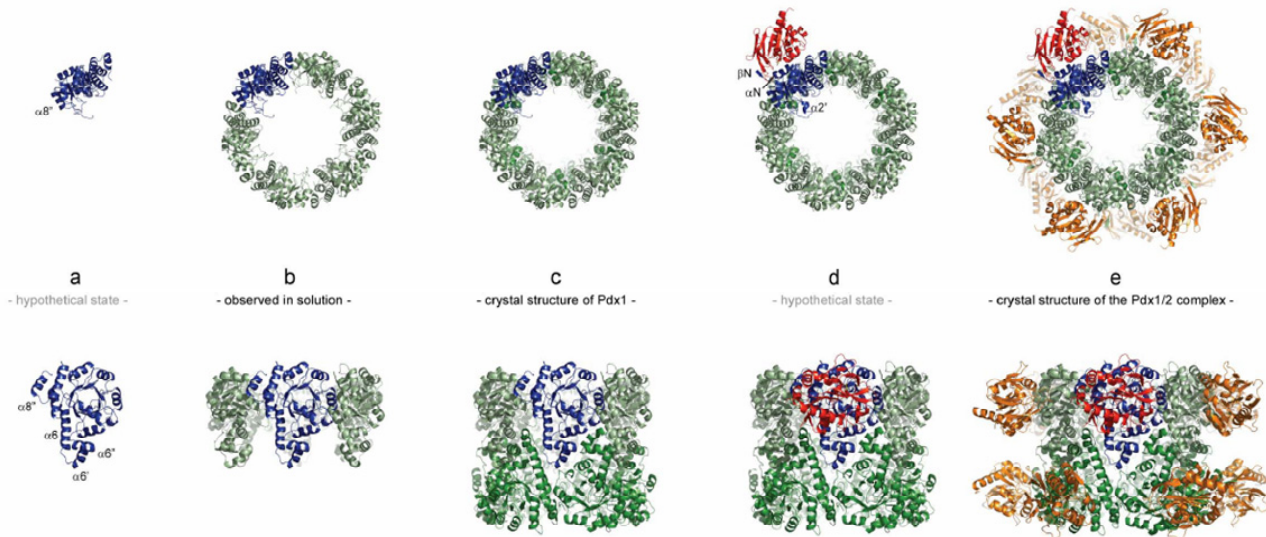 α8"
βN
αN
α2'
a
b
c
d
e
- hypothetical state -
- observed in solution -
- crystal structure of Pdx1 -
- hypothetical state -
- crystal structure of the Pdx1/2 complex -
α8"
α6
α6"
α6'